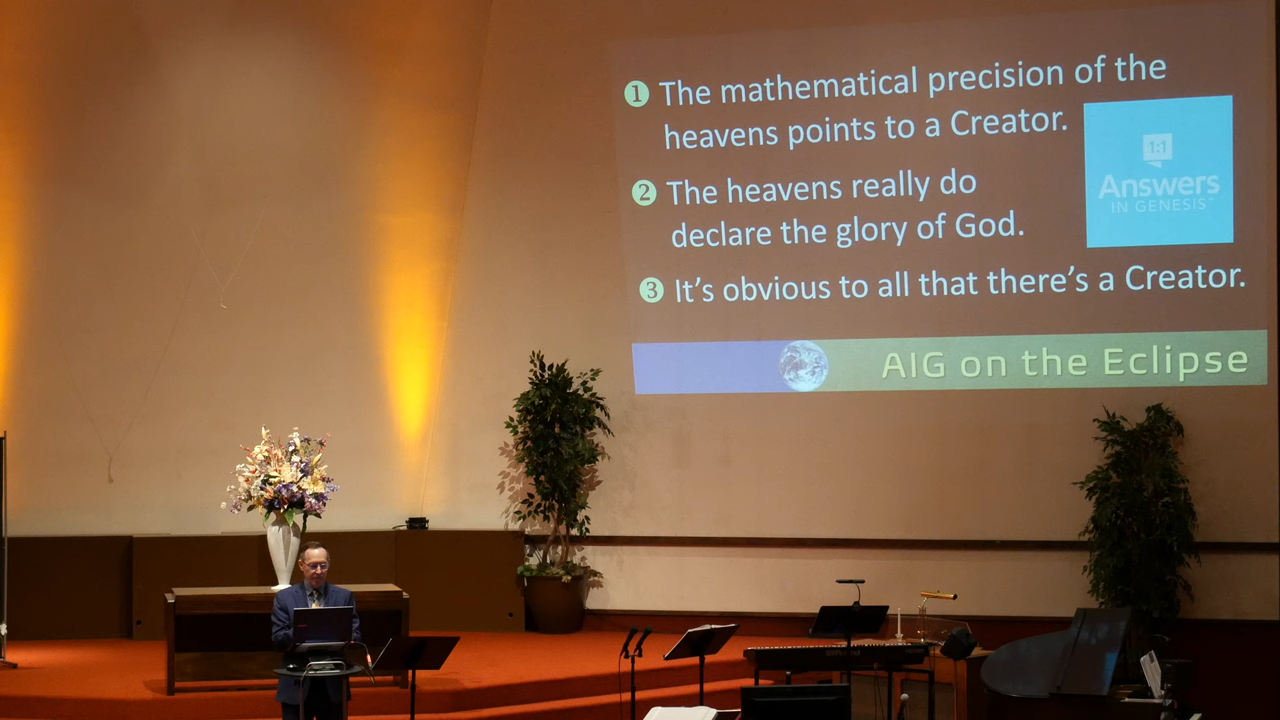 ❶ The mathematical precision of the
heavens points to a Creator.
1:1
Answers
IN GENESIS™
❷ The heavens really do
declare the glory of God.
❸ It's obvious to all that there's a Creator.
AIG on the Eclipse